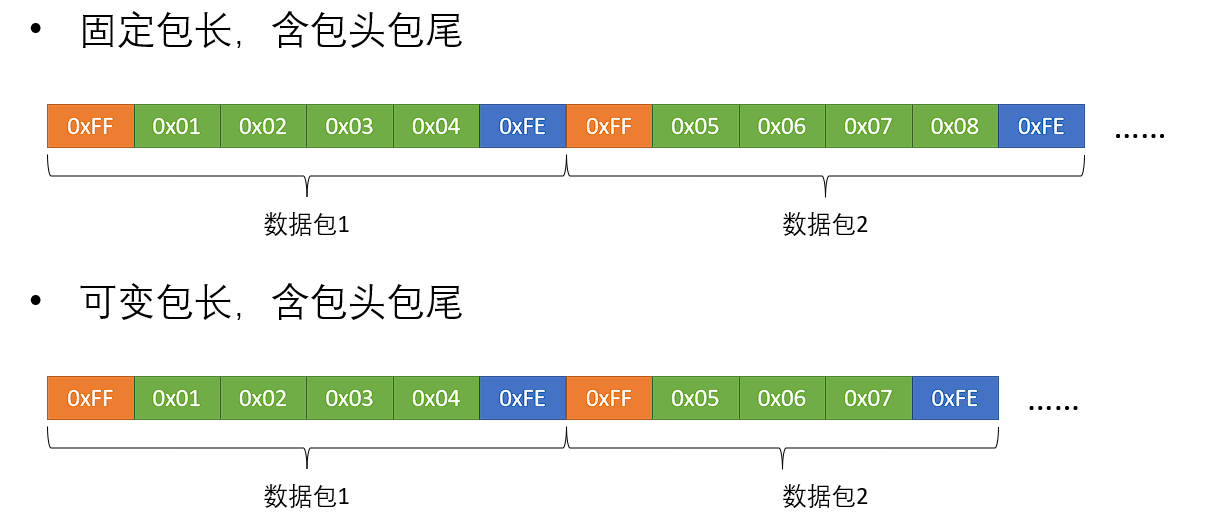 • 固定包长，含包头包尾
0xFF 0x01 0x02 0x03 0x04 0xFE 0xFF 0x05 0x06 0x07 0x08 0xFE ……
数据包1 数据包2
• 可变包长，含包头包尾
0xFF 0x01 0x02 0x03 0x04 0xFE 0xFF 0x05 0x06 0x07 0xFE ……
数据包1 数据包2